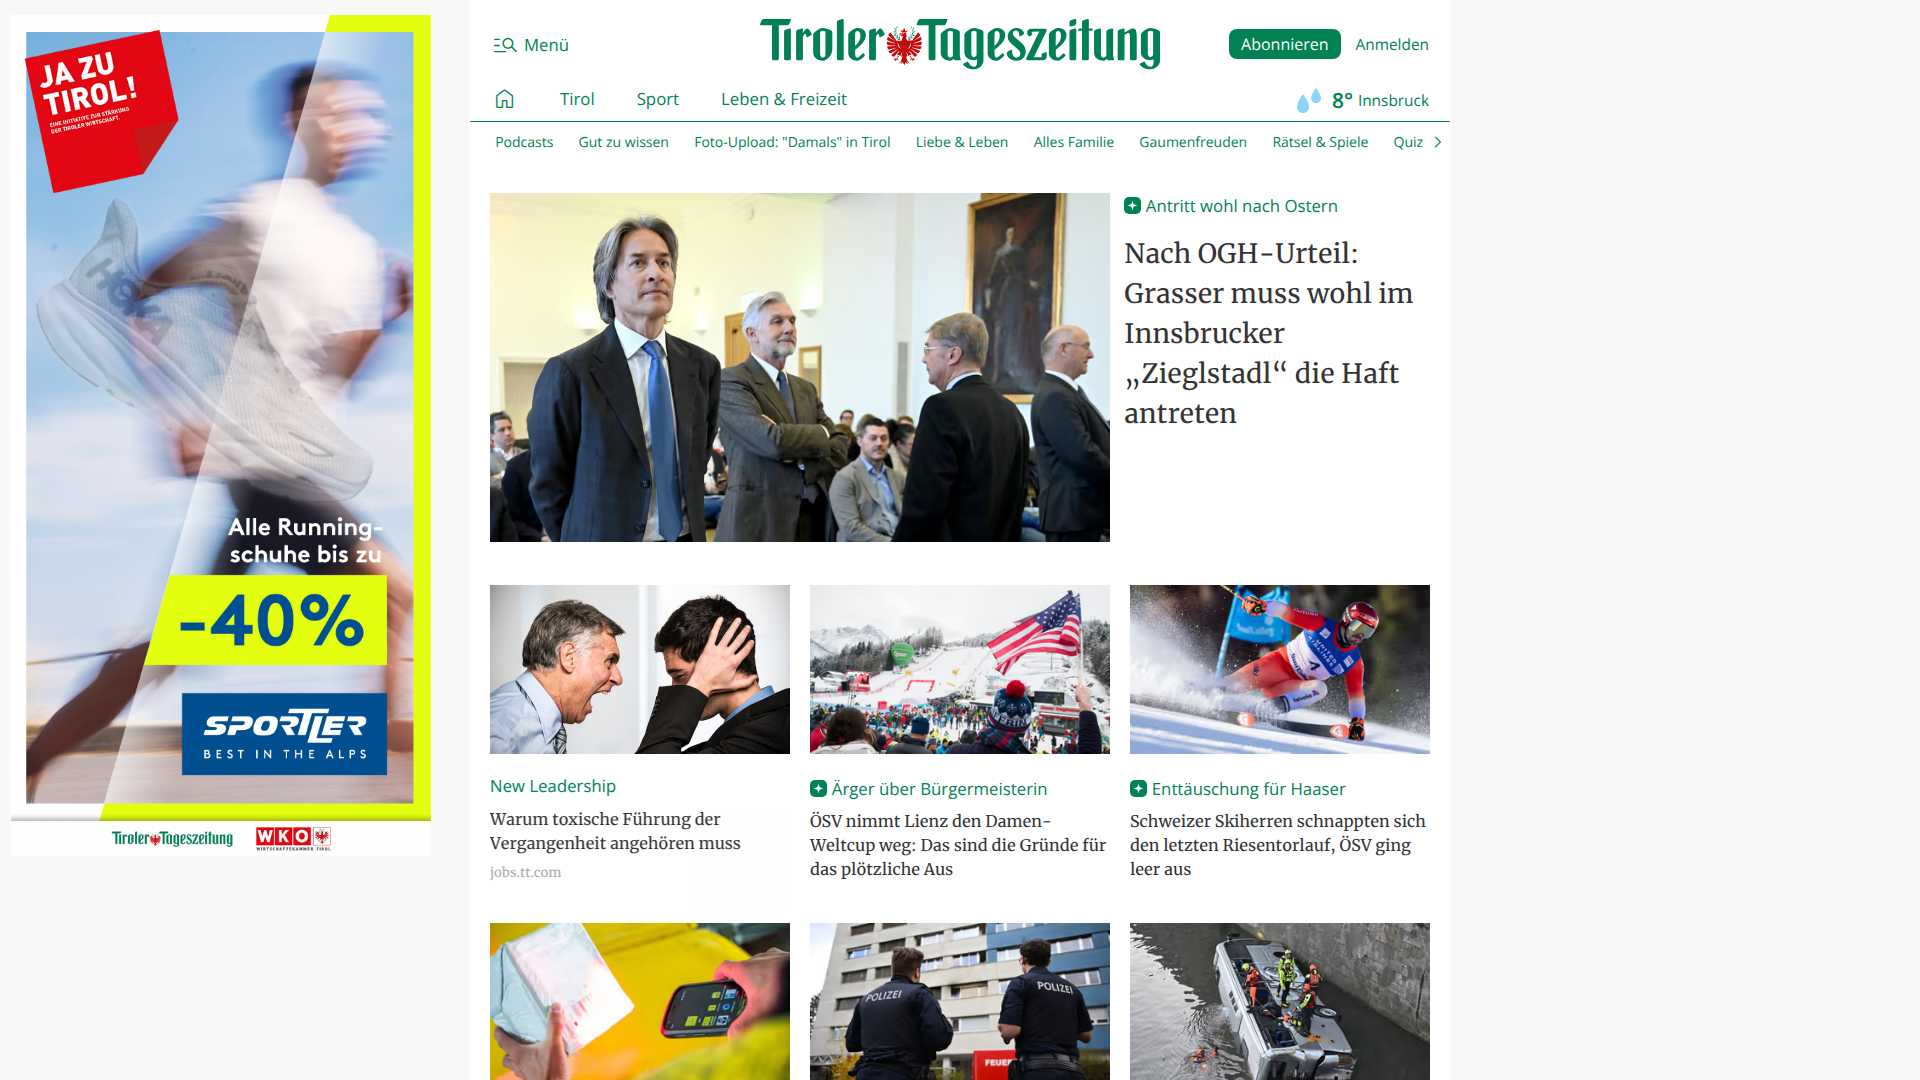 JA ZU
TIROL!
EINE INITIATIVE ZUR STÄRKUNG
DER TIROLER WIRTSCHAFT.
HOKA
Alle Running-
schuhe bis zu
-40%
SPORTLER
BEST IN THE ALPS
Tiroler Tageszeitung
WKO
WIRTSCHAFTSKAMMER TIROL
Menü
Tiroler Tageszeitung
Abonnieren
Anmelden
Tirol
Sport
Leben & Freizeit
8° Innsbruck
Podcasts
Gut zu wissen
Foto-Upload: "Damals" in Tirol
Liebe & Leben
Alles Familie
Gaumenfreuden
Rätsel & Spiele
Quiz
Antritt wohl nach Ostern
Nach OGH-Urteil:
Grasser muss wohl im
Innsbrucker
„Zieglstadl“ die Haft
antreten
New Leadership
Warum toxische Führung der
Vergangenheit angehören muss
jobs.tt.com
Ärger über Bürgermeisterin
ÖSV nimmt Lienz den Damen-
Weltcup weg: Das sind die Gründe für
das plötzliche Aus
Enttäuschung für Haaser
Schweizer Skiherren schnappten sich
den letzten Riesentorlauf, ÖSV ging
leer aus
POLIZEI
POLIZEI
FEUER